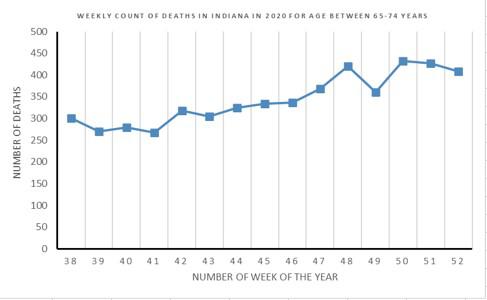 WEEKLY COUNT OF DEATHS IN INDIANA IN 2020 FOR AGE BETWEEN 65-74 YEARS
500
450
400
350
300
250
200
150
100
50
0
NUMBER OF DEATHS
38 39 40 41 42 43 44 45 46 47 48 49 50 51 52
NUMBER OF WEEK OF THE YEAR